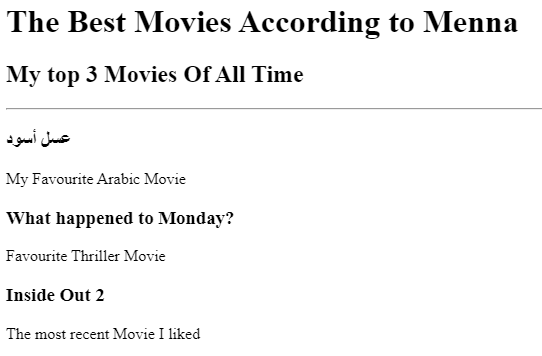 The Best Movies According to Menna
My top 3 Movies Of All Time
عسل أسود
My Favourite Arabic Movie
What happened to Monday?
Favourite Thriller Movie
Inside Out 2
The most recent Movie I liked